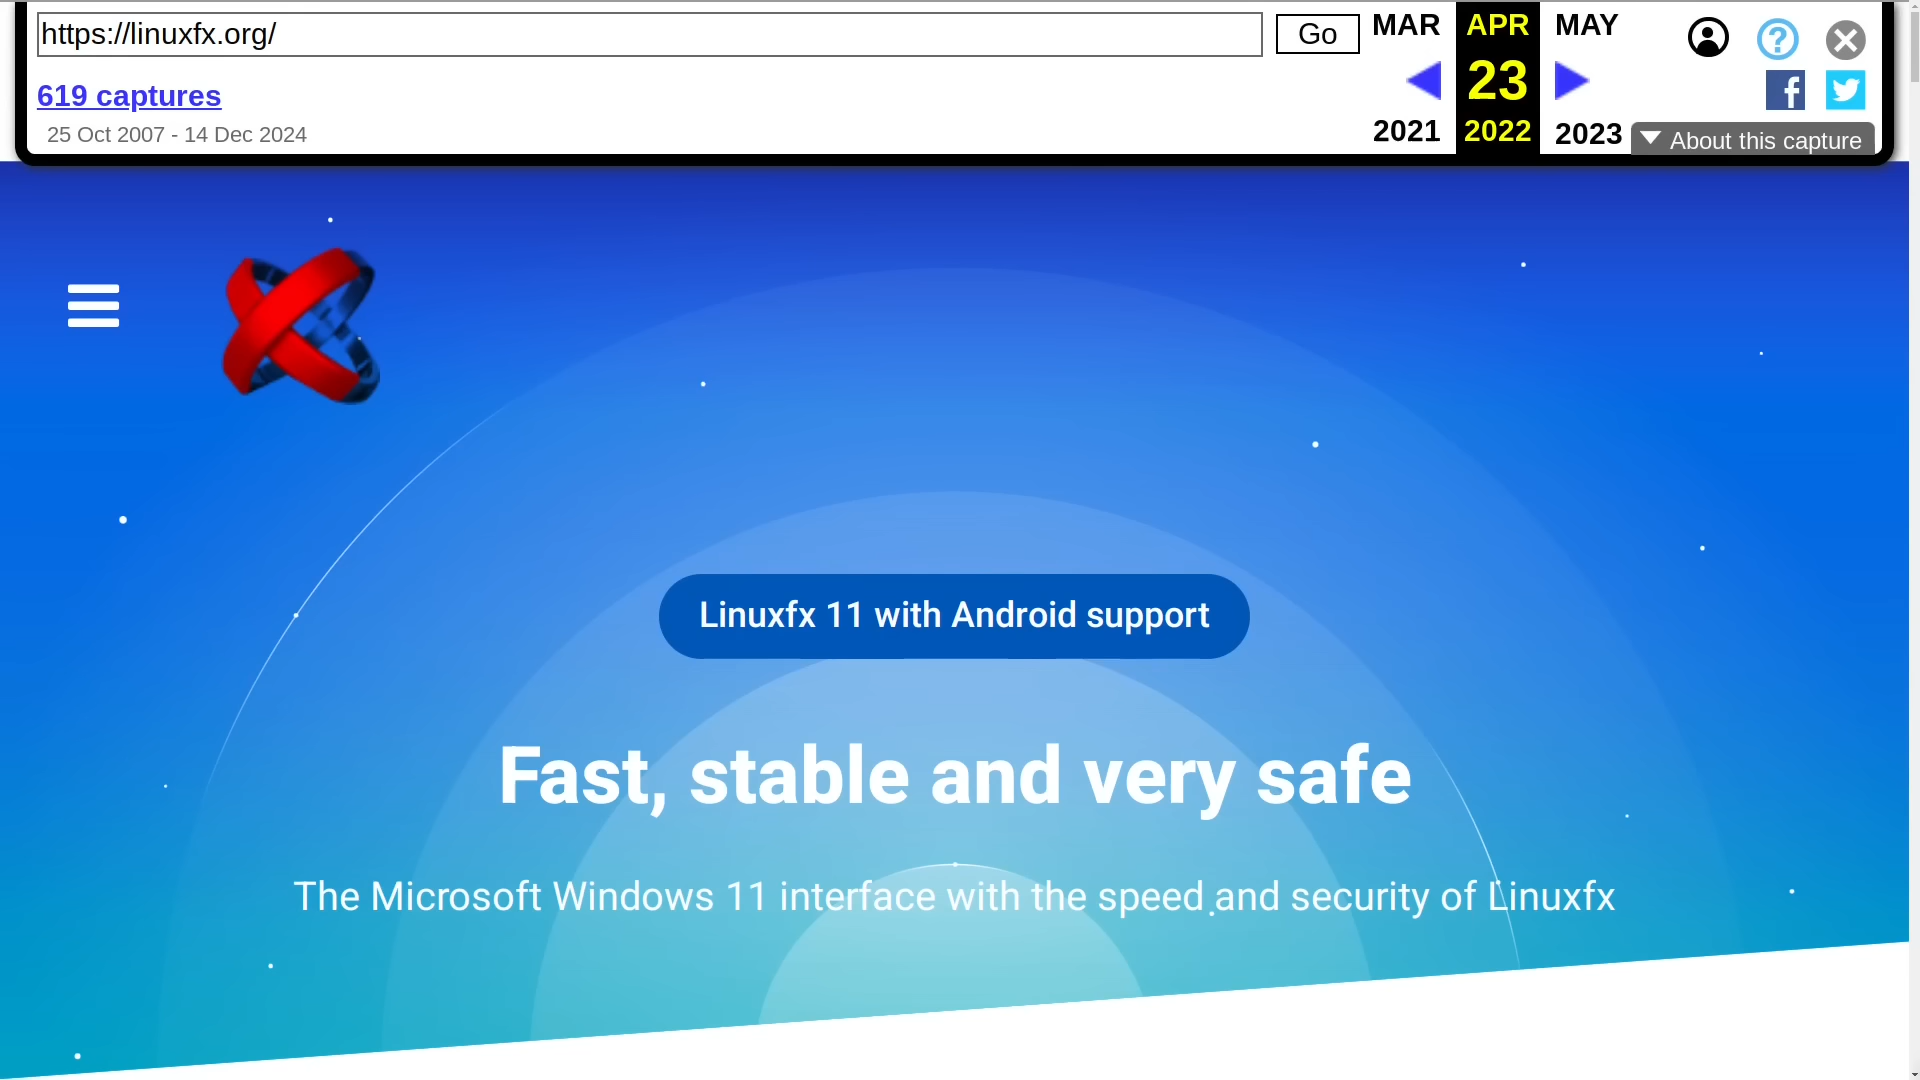 https://linuxfx.org/
Go
MAR APR MAY
23
2021 2022 2023
619 captures
25 Oct 2007 - 14 Dec 2024
?
f
About this capture
Linuxfx 11 with Android support
Fast, stable and very safe
The Microsoft Windows 11 interface with the speed and security of Linuxfx